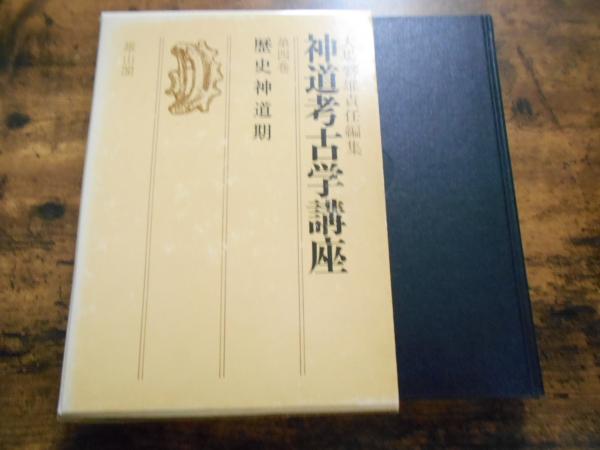 大場磐雄責任編集
神道考古学講座
第四巻
歴史神道期
雄山閣